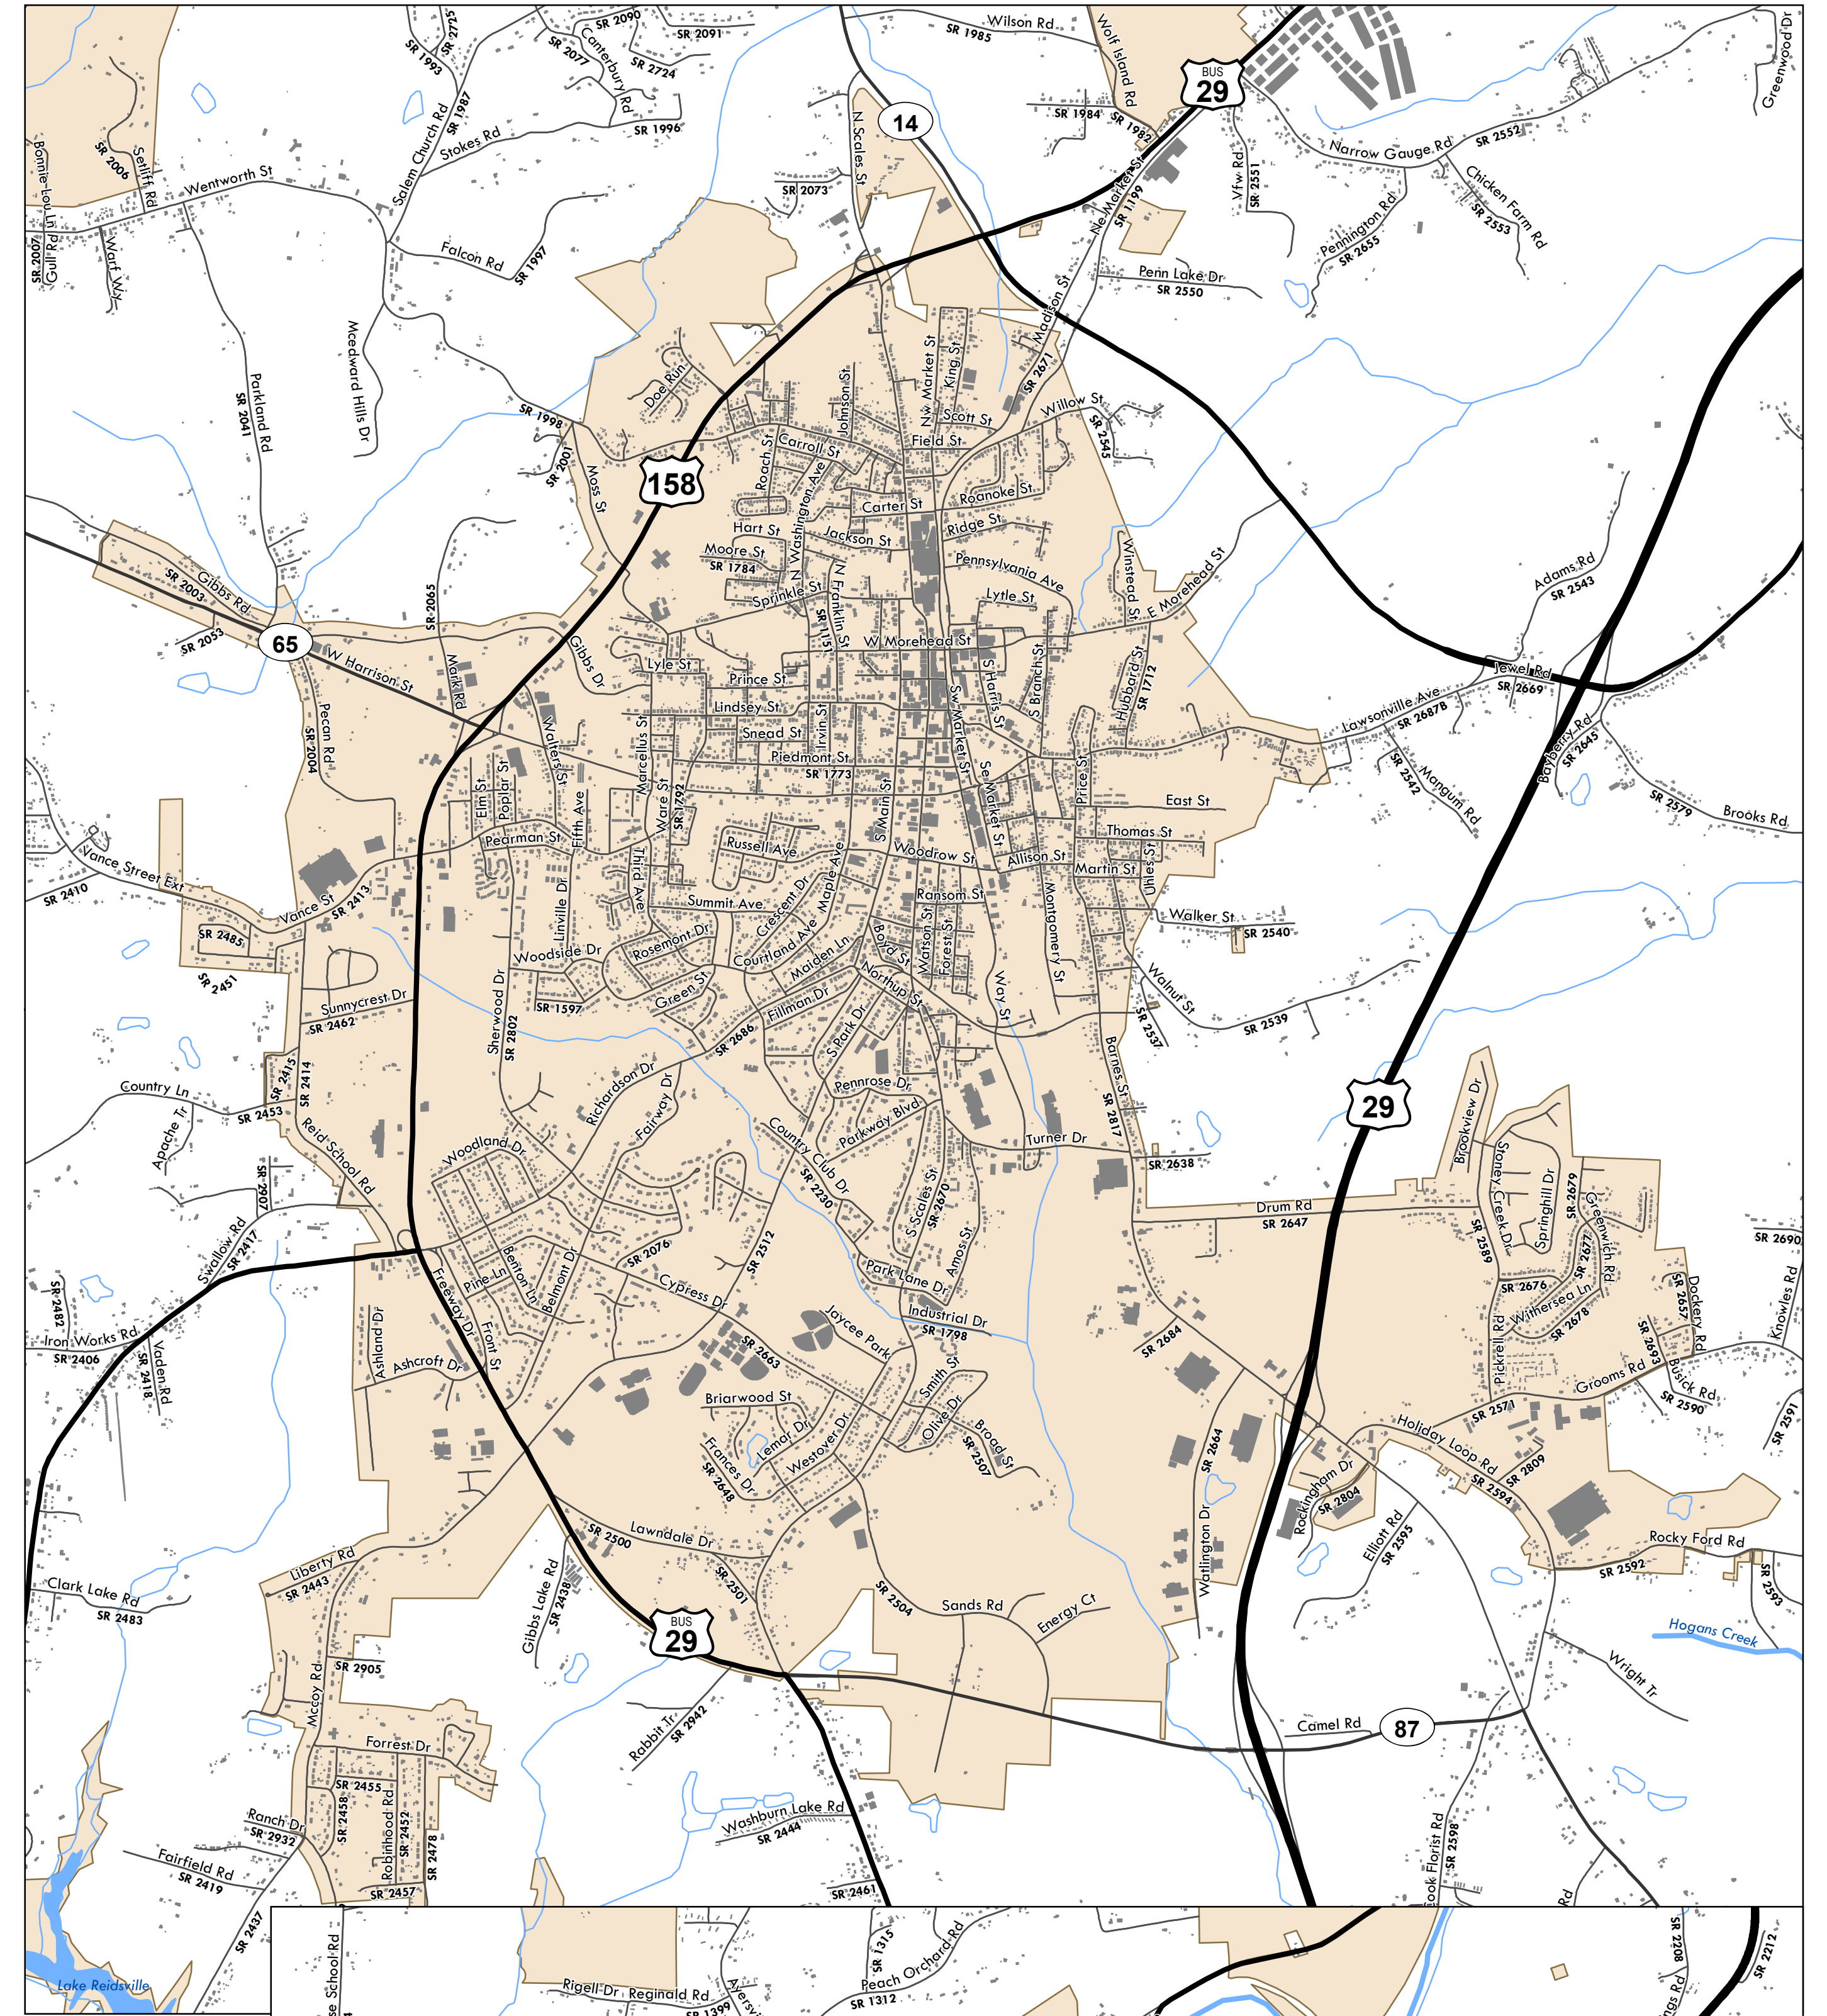 SR 2725
SR 1993
SR 2090
SR 2077
Canterbury Rd
SR 2724
SR 2091
SR 1985
Wilson Rd
Wolf Island Rd
BUS
29
Greenwood Dr
SR 1987
Salem Church Rd
Stokes Rd
SR 1996
14
N Scales St
SR 1984
SR 1982
Narrow Gauge Rd
SR 2552
Vfw Rd
SR 2551
Chicken Farm Rd
SR 2553
Pennington Rd
SR 2655
Bonnie Lou Ln
SR 2006
Setliff Rd
Wentworth St
SR 2073
Ne Market St
SR 1199
SR 2007
Gull Rd
Warf Wy
Falcon Rd
SR 1997
Penn Lake Dr
SR 2550
Madison St
SR 2671
Mcedward Hills Dr
Parkland Rd
SR 2041
Doe Run
Johnson St
Nw Market St
King St
Scott St
Willow St
SR 2545
SR 1998
SR 2001
Moss St
158
Roach St
Carroll St
Field St
N Washington Ave
Carter St
Roanoke St
Hart St
Jackson St
Ridge St
Moore St
SR 1784
Pennsylvania Ave
Winstead St
E Morehead St
Gibbs Rd
SR 2003
SR 2053
65
SR 2065
Sprinkle St
SR 1151
N Franklin St
Lytle St
W Morehead St
Adams Rd
SR 2543
W Harrison St
Mark Rd
Gibbs Dr
Lyle St
Prince St
S Harris St
S Branch St
Hubbard St
SR 1712
Jewel Rd
SR 2669
Lawsonville Ave
SR 2687B
Pecan Rd
SR 2004
Walters St
Lindsey St
Marcellus St
Snead St
Irvin St
Sw Market St
Piedmont St
SR 1773
Bayberry Rd
SR 2645
Mangum Rd
SR 2542
SR 2579
Brooks Rd
Elm St
Poplar St
Fifth Ave
Ware St
SR 1792
S Main St
Se Market St
Price St
East St
Pearman St
Russell Ave
Woodrow St
Allison St
Thomas St
Martin St
Uhles St
Vance Street Ext
SR 2410
Vance St
SR 2413
Third Ave
Linville Dr
Summit Ave
Crescent Dr
Maple Ave
Ransom St
Montgomery St
Walker St
SR 2540
SR 2485
SR 2451
Woodside Dr
Rosemont Dr
Courtland Ave
Maiden Ln
Boyd St
Watson St
Forest St
Sunnycrest Dr
SR 2462
SR 1597
Green St
Fillman Dr
Northup St
Way St
Walnut St
SR 2537
SR 2539
Sherwood Dr
SR 2802
SR 2686
S Park Dr
SR 2415
SR 2414
Country Ln
SR 2453
Apache Tr
Richardson Dr
Fairway Dr
Pennrose Dr
Parkway Blvd
Barnes St
SR 2817
29
Reid School Rd
Woodland Dr
Country Club Dr
SR 2230
Turner Dr
SR 2638
Brookview Dr
SR 2067
Swallow Rd
SR 2417
SR 2512
S Scales St
SR 2670
Drum Rd
SR 2647
Stoney Creek Dr
SR 2589
Springhill Dr
SR 2679
SR 2677
Greenwich Rd
SR 2690
SR 2482
Iron Works Rd
SR 2406
SR 2418
Vaden Rd
Freeway Dr
Pine Ln
Benton Ln
Belmont Dr
SR 2076
Cypress Dr
Park Lane Dr
Amos St
SR 2676
Withersea Ln
SR 2678
SR 2657
Dockery Rd
Knowles Rd
Ashland Dr
Front St
Ashcroft Dr
SR 2663
Jaycee Park
Industrial Dr
SR 1798
SR 2684
Pickrell Rd
SR 2693
Grooms Rd
Busick Rd
SR 2590
SR 2591
SR 2571
Briarwood St
Lemar Dr
Westover Dr
Frances Dr
SR 2648
Smith St
Olive Dr
Broad St
SR 2507
SR 2664
Watlington Dr
Holiday Loop Rd
SR 2809
SR 2594
Rockingham Dr
SR 2804
Elliott Rd
SR 2595
Rocky Ford Rd
SR 2592
SR 2593
SR 2500
Lawndale Dr
SR 2501
SR 2504
Liberty Rd
SR 2443
Clark Lake Rd
SR 2483
Gibbs Lake Rd
SR 2438
BUS
29
Sands Rd
Energy Ct
Hogans Creek
SR 2905
Mccoy Rd
Rabbit Tr
SR 2942
Camel Rd
87
Wright Tr
Forrest Dr
SR 2455
SR 2458
Robinhood Rd
SR 2452
SR 2478
Ranch Dr
SR 2932
Fairfield Rd
SR 2419
SR 2457
Washburn Lake Rd
SR 2444
SR 2461
SR 2598
Florist Rd
Rd
SR 2437
Lake Reidsville
School Rd
Rigell Dr
Reginald Rd
SR 1399
SR 1315
Peach Orchard Rd
SR 1312
SR 2208
SR 2212
Rd